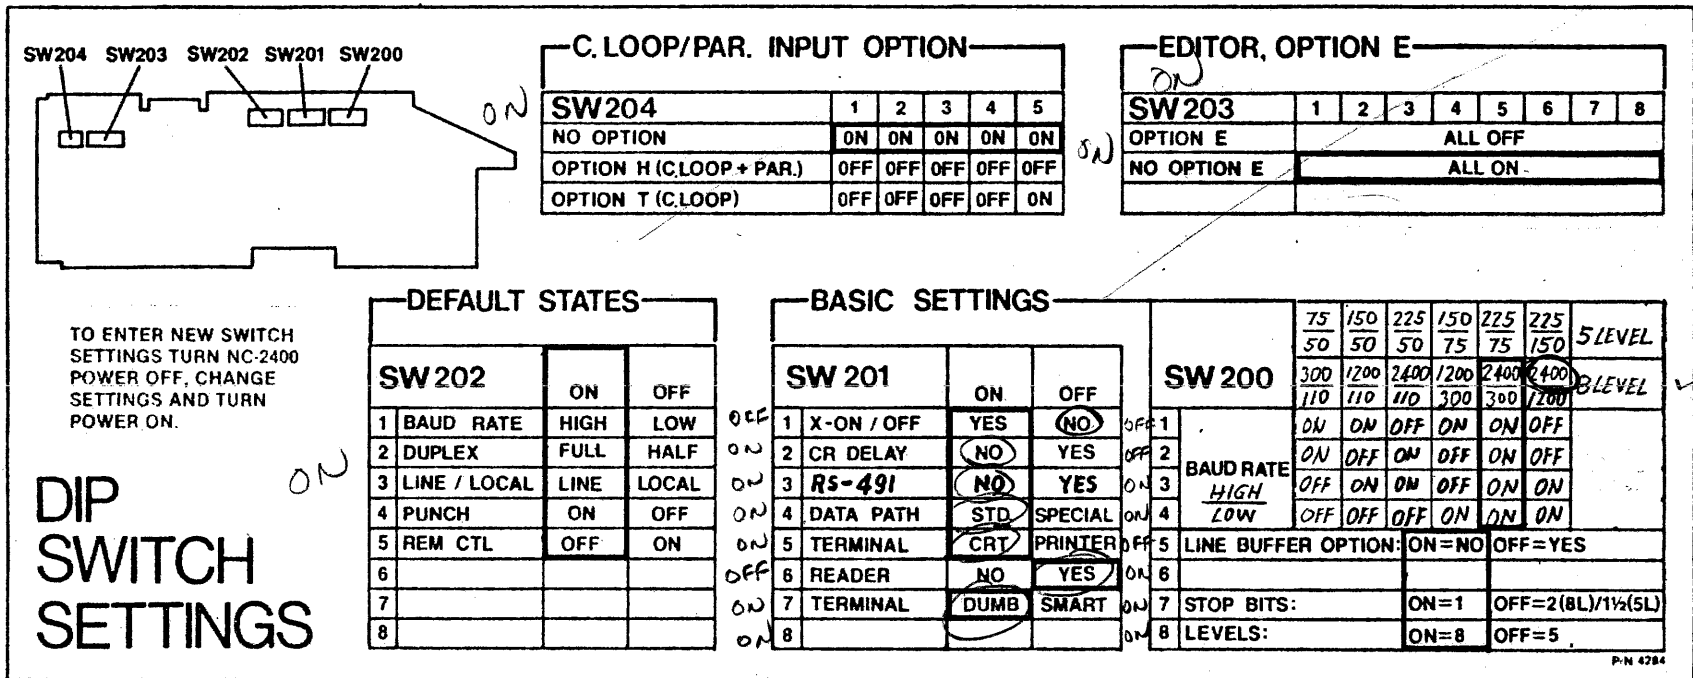 SW204 SW203 SW202 SW201 SW200
C. LOOP/PAR. INPUT OPTION
ON
SW204 1 2 3 4 5
NO OPTION ON ON ON ON ON
OPTION H (C.LOOP + PAR.) OFF OFF OFF OFF OFF
OPTION T (C.LOOP) OFF OFF OFF OFF ON
EDITOR, OPTION E
ON
SW203 1 2 3 4 5 6 7 8
OPTION E ALL OFF
ON
NO OPTION E ALL ON
TO ENTER NEW SWITCH
SETTINGS TURN NC-2400
POWER OFF, CHANGE
SETTINGS AND TURN
POWER ON.
DIP
SWITCH
SETTINGS
DEFAULT STATES
SW202 ON OFF
1 BAUD RATE HIGH LOW
2 DUPLEX FULL HALF
ON
3 LINE / LOCAL LINE LOCAL
4 PUNCH ON OFF
5 REM CTL OFF ON
6
7
8
BASIC SETTINGS
SW 201 ON OFF
OFF 1 X-ON / OFF YES NO
ON 2 CR DELAY NO YES
ON 3 RS-491 NO YES
ON 4 DATA PATH STD SPECIAL
ON 5 TERMINAL CRT PRINTER
OFF 6 READER NO YES
ON 7 TERMINAL DUMB SMART
ON 8
75 150 225 150 225 225
50 50 50 75 75 150 5 LEVEL
SW200
300 1200 2400 1200 2400 2400
110 110 110 300 300 1200 8 LEVEL
OFF 1 ON ON OFF ON ON OFF
OFF 2 ON OFF ON OFF ON OFF
BAUD RATE
HIGH
LOW
ON 3 OFF ON ON OFF ON ON
ON 4 OFF OFF OFF ON ON ON
OFF 5 LINE BUFFER OPTION: ON=NO OFF=YES
ON 6
ON 7 STOP BITS: ON=1 OFF=2(8L)/1½(5L)
ON 8 LEVELS: ON=8 OFF=5
P/N 4284